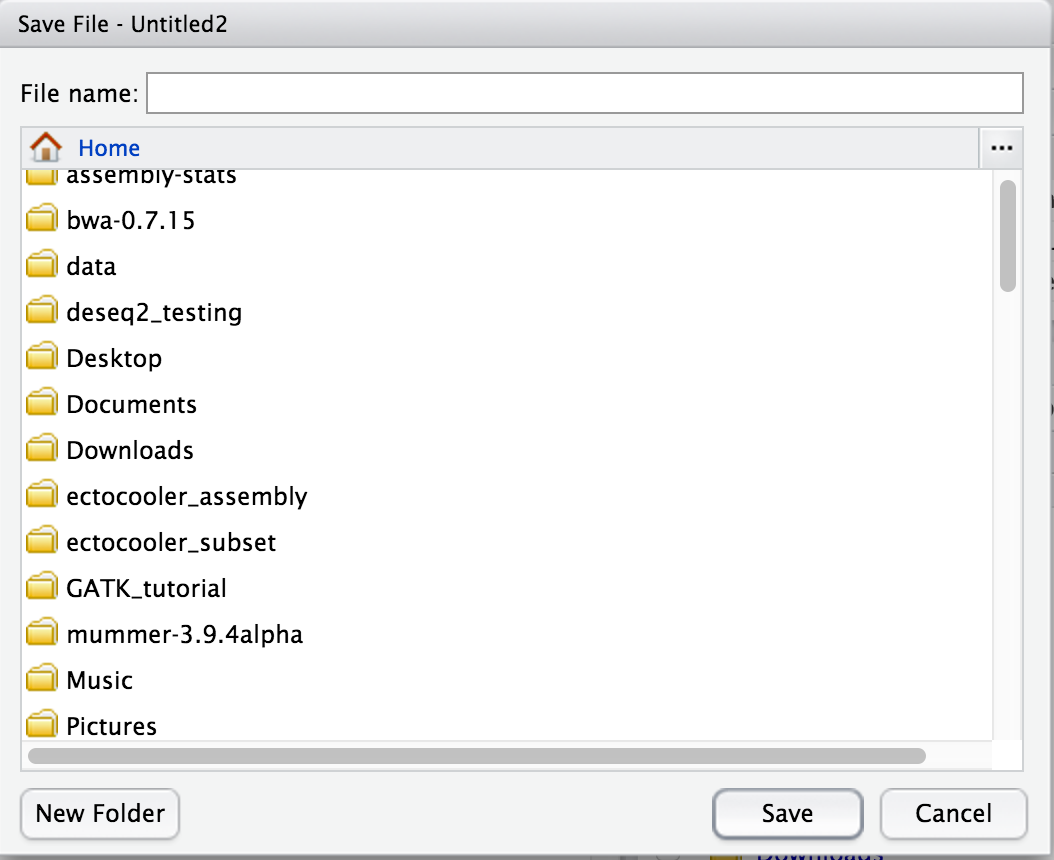 Save File - Untitled2
File name:
Home
...
assembly-stats
bwa-0.7.15
data
deseq2_testing
Desktop
Documents
Downloads
ectocooler_assembly
ectocooler_subset
GATK_tutorial
mummer-3.9.4alpha
Music
Pictures
New Folder
Save
Cancel
Downloads